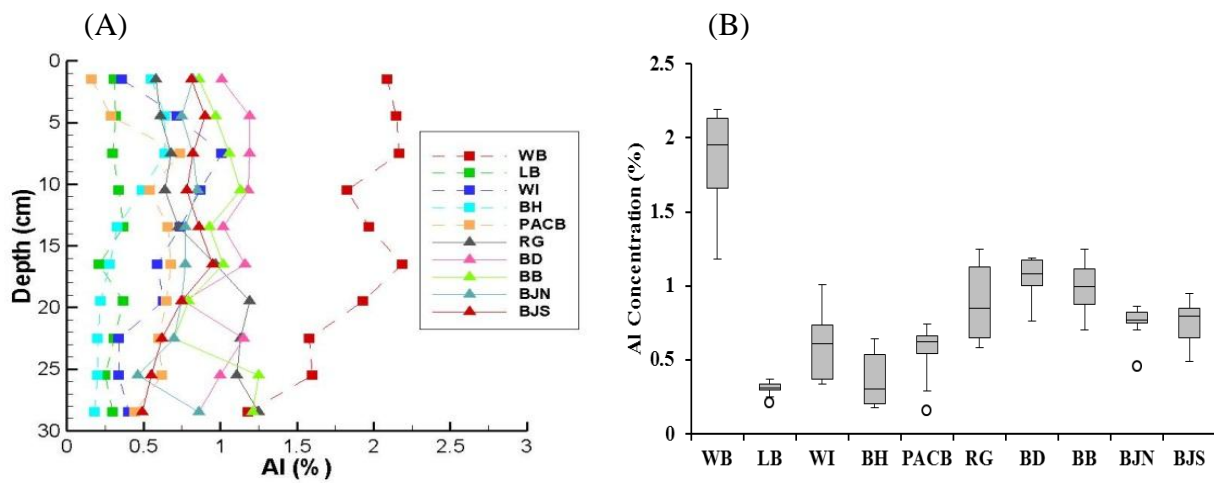 (A)
0
5
10
15
20
25
30
Depth (cm)
0 0.5 1 1.5 2 2.5 3
Al (% )
WB
LB
WI
BH
PACB
RG
BD
BB
BJN
BJS
(B)
2.5
2
1.5
1
0.5
0
Al Concentration (%)
WB LB WI BH PACB RG BD BB BJN BJS